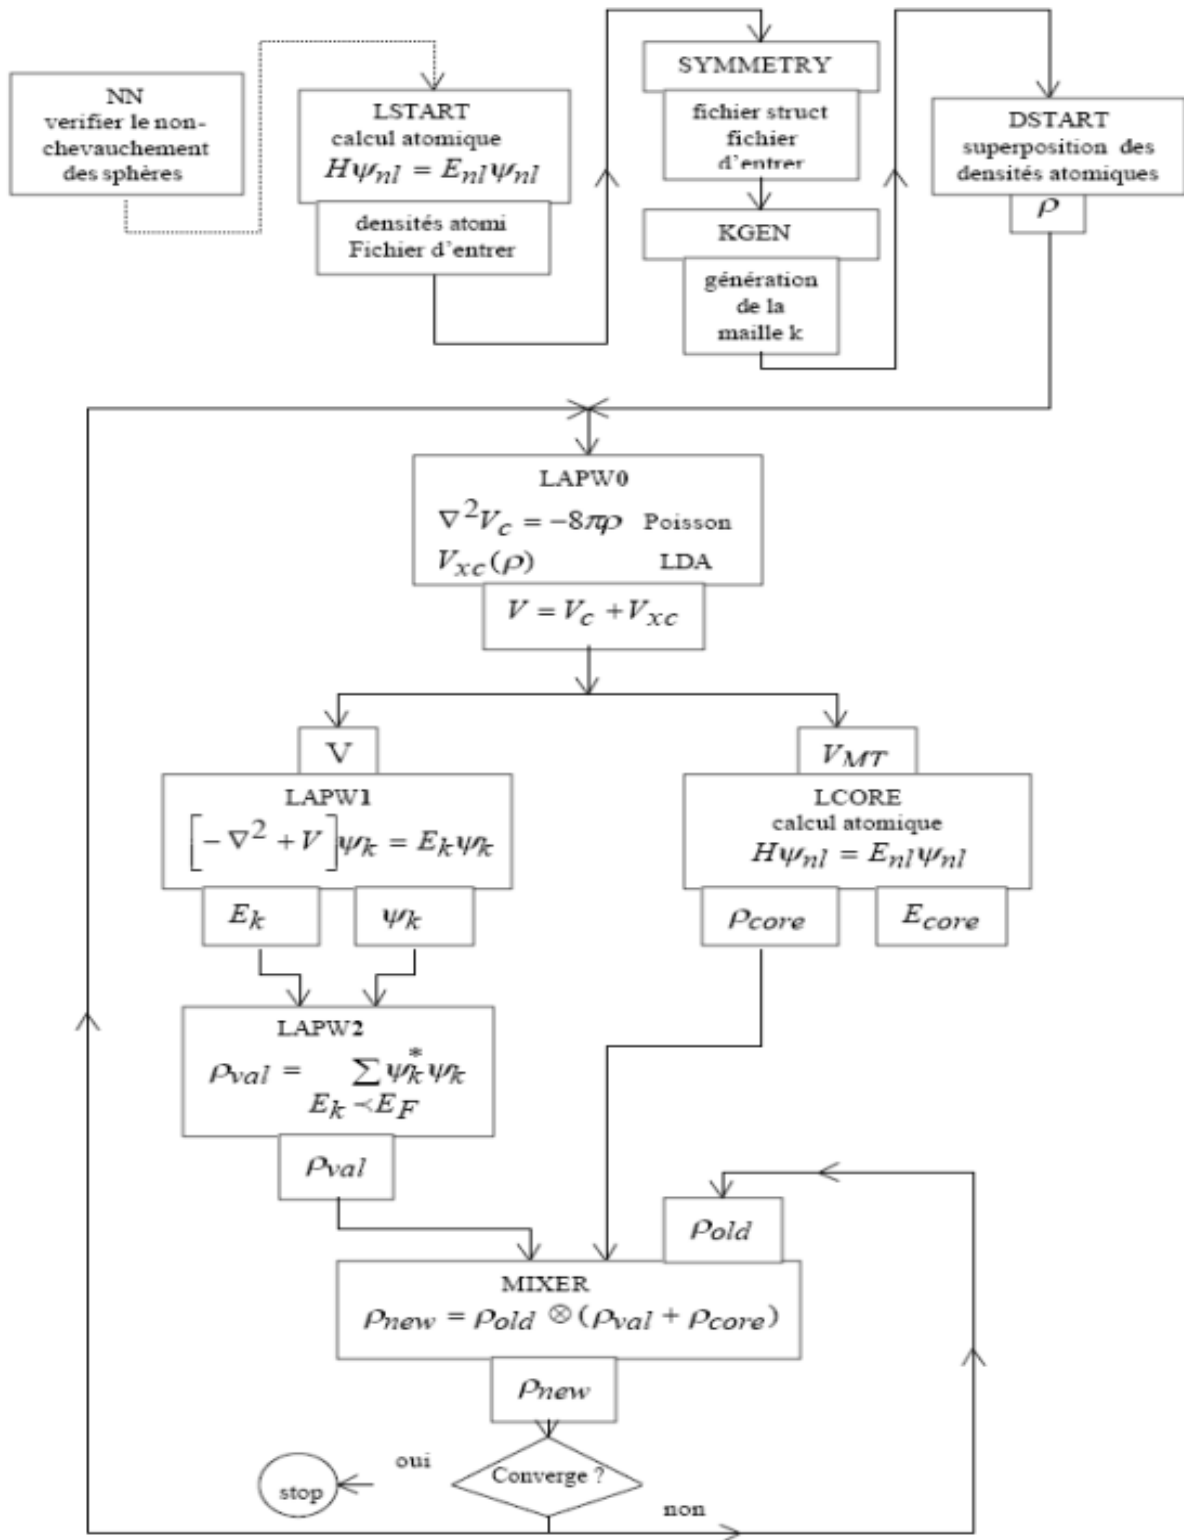 NN
verifier le non-
chevauchement
des sphères
LSTART
calcul atomique
Hψnl = Enlψnl
densités atomi
Fichier d'entrer
SYMMETRY
fichier struct
fichier
d'entrer
KGEN
génération
de la
maille k
DSTART
superposition des
densités atomiques
ρ
LAPW0
∇²Vc = −8πρ Poisson
Vxc(ρ) LDA
V = Vc + Vxc
V
LAPW1
[−∇² + V]ψk = Ekψk
Ek
ψk
VMT
LCORE
calcul atomique
Hψnl = Enlψnl
ρcore
Ecore
LAPW2
ρval = ∑ψk*ψk
Ek ≺ EF
ρval
ρold
MIXER
ρnew = ρold ⊗ (ρval + ρcore)
ρnew
Converge ?
oui
stop
non